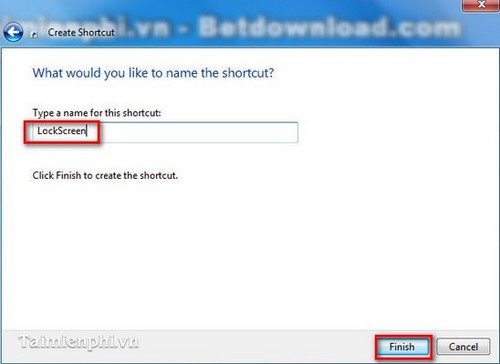 imienphi.vn - Betdownload.com
Create Shortcut
What would you like to name the shortcut?
Type a name for this shortcut:
LockScreen
Click Finish to create the shortcut.
Taimienphi.vn
Finish
Cancel